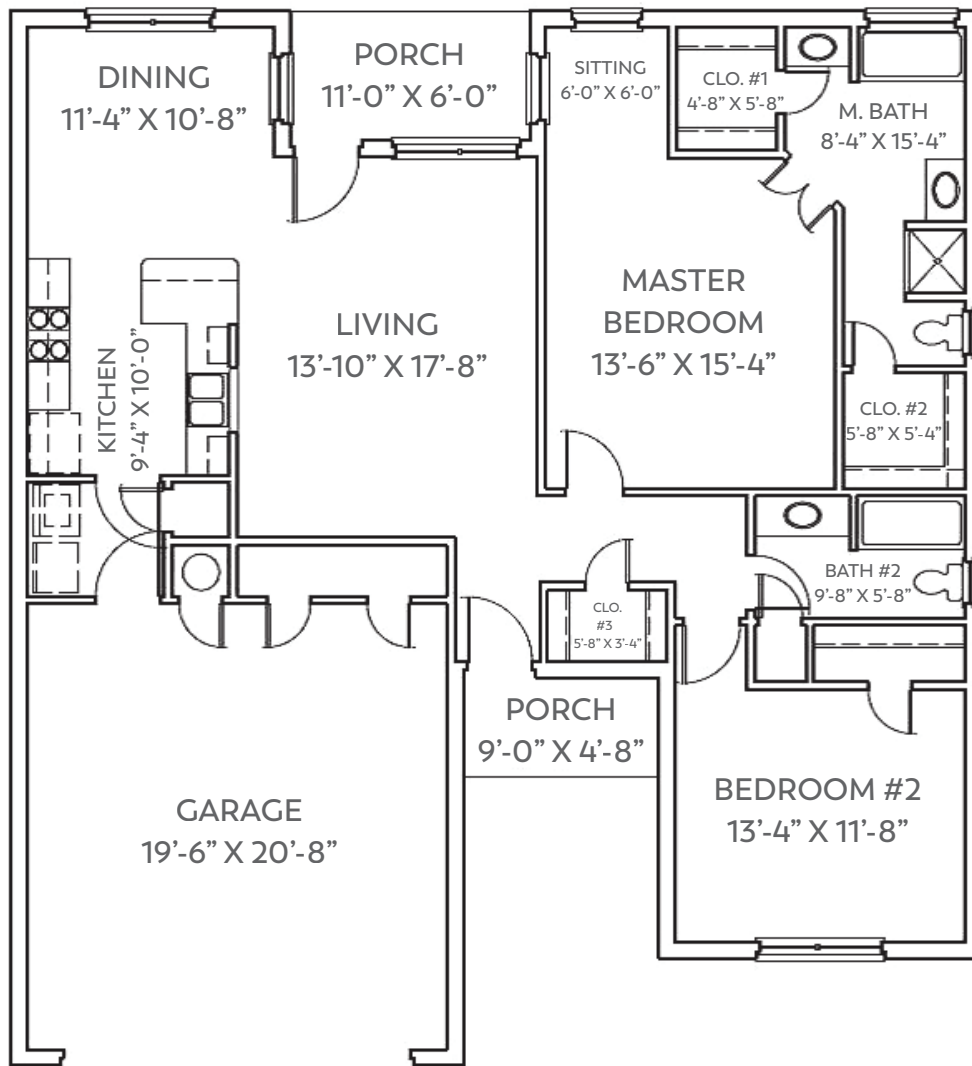 DINING
11’-4” X 10’-8”
PORCH
11’-0” X 6’-0”
SITTING
6’-0” X 6’-0”
CLO. #1
4’-8” X 5’-8”
M. BATH
8’-4” X 15’-4”
KITCHEN
9’-4” X 10’-0”
LIVING
13’-10” X 17’-8”
MASTER
BEDROOM
13’-6” X 15’-4”
CLO. #2
5’-8” X 5’-4”
BATH #2
9’-8” X 5’-8”
CLO.
#3
5’-8” X 3’-4”
PORCH
9’-0” X 4’-8”
GARAGE
19’-6” X 20’-8”
BEDROOM #2
13’-4” X 11’-8”